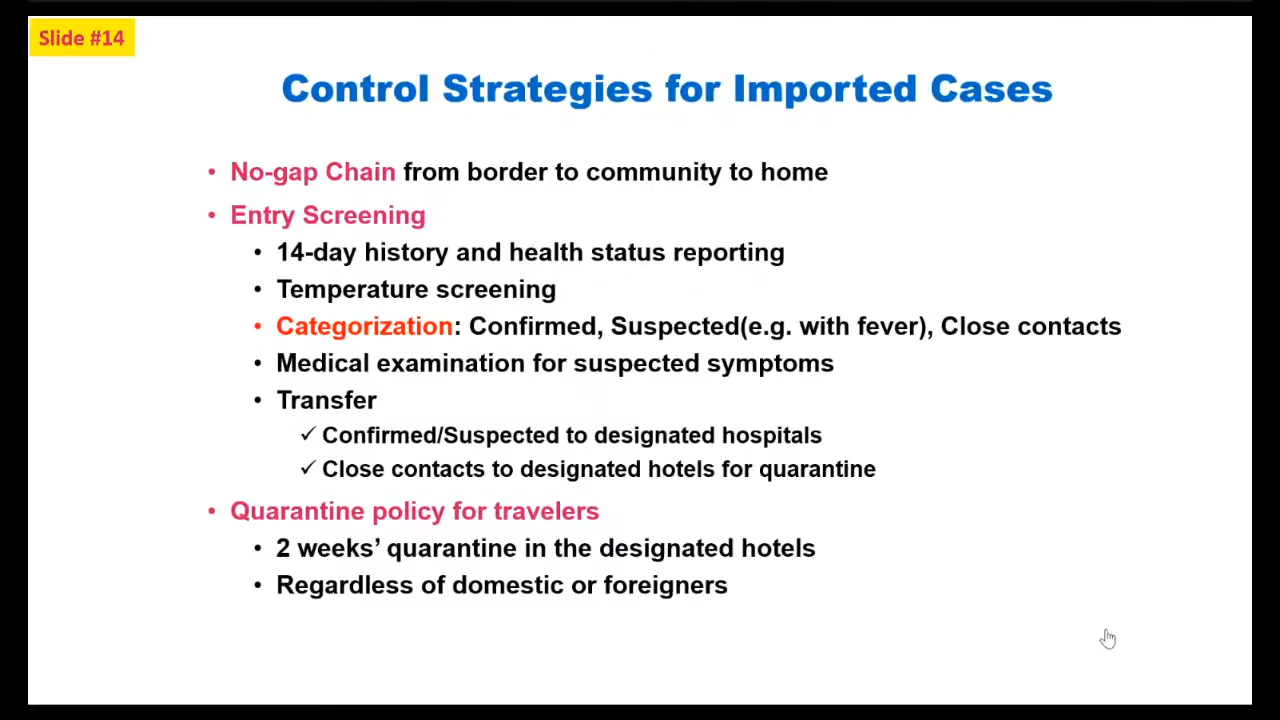 Slide #14
Control Strategies for Imported Cases
• No-gap Chain from border to community to home
• Entry Screening
• 14-day history and health status reporting
• Temperature screening
• Categorization: Confirmed, Suspected(e.g. with fever), Close contacts
• Medical examination for suspected symptoms
• Transfer
✓ Confirmed/Suspected to designated hospitals
✓ Close contacts to designated hotels for quarantine
• Quarantine policy for travelers
• 2 weeks’ quarantine in the designated hotels
• Regardless of domestic or foreigners